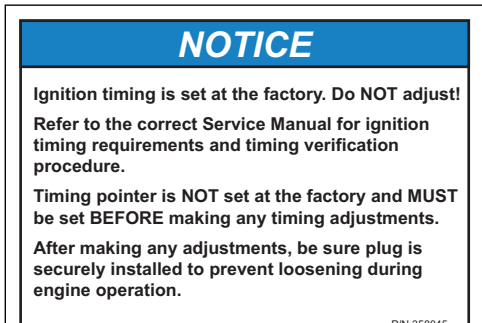 NOTICE
Ignition timing is set at the factory. Do NOT adjust!
Refer to the correct Service Manual for ignition
timing requirements and timing verification
procedure.
Timing pointer is NOT set at the factory and MUST
be set BEFORE making any timing adjustments.
After making any adjustments, be sure plug is
securely installed to prevent loosening during
engine operation.